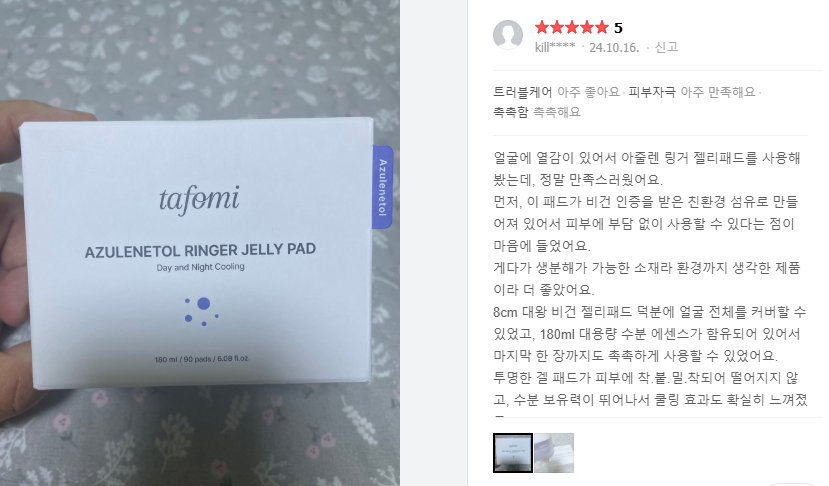 tafomi
Azulenetol
AZULENETOL RINGER JELLY PAD
Day and Night Cooling
180 ml / 90 pads / 6.08 fl.oz.
5
kill**** · 24.10.16. · 신고
트러블케어 아주 좋아요 · 피부자극 아주 만족해요 ·
촉촉함 촉촉해요
얼굴에 열감이 있어서 아줄렌 링거 젤리패드를 사용해
봤는데, 정말 만족스러웠어요.
먼저, 이 패드가 비건 인증을 받은 친환경 섬유로 만들
어져 있어서 피부에 부담 없이 사용할 수 있다는 점이
마음에 들었어요.
게다가 생분해가 가능한 소재라 환경까지 생각한 제품
이라 더 좋았어요.
8cm 대왕 비건 젤리패드 덕분에 얼굴 전체를 커버할 수
있었고, 180ml 대용량 수분 에센스가 함유되어 있어서
마지막 한 장까지도 촉촉하게 사용할 수 있었어요.
투명한 겔 패드가 피부에 착.붙.밀.착되어 떨어지지 않
고, 수분 보유력이 뛰어나서 쿨링 효과도 확실히 느껴졌